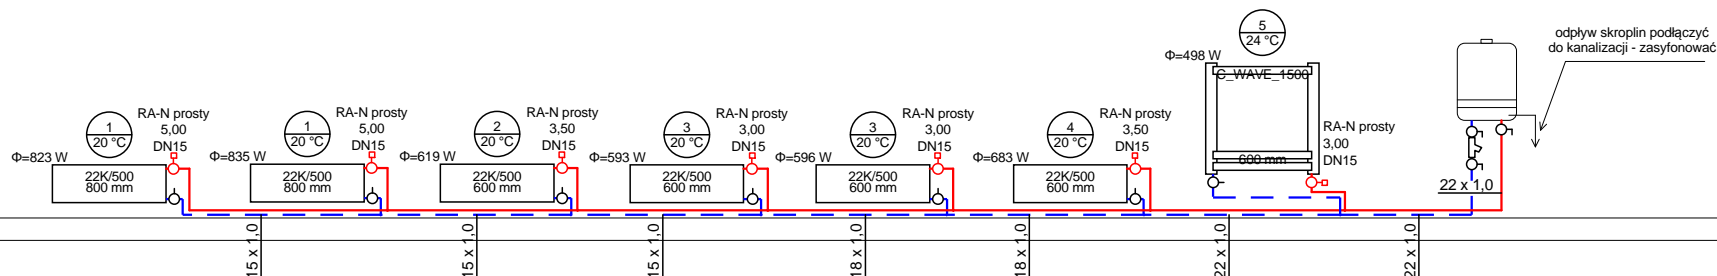 5
24 °C
Φ=498 W
C_WAVE_1500
600 mm
RA-N prosty
3,00
DN15
odpływ skroplin podłączyć
do kanalizacji - zasyfonować
22 x 1,0
1
20 °C
RA-N prosty
5,00
DN15
Φ=823 W
22K/500
800 mm
1
20 °C
RA-N prosty
5,00
DN15
Φ=835 W
22K/500
800 mm
2
20 °C
RA-N prosty
3,50
DN15
Φ=619 W
22K/500
600 mm
3
20 °C
RA-N prosty
3,00
DN15
Φ=593 W
22K/500
600 mm
3
20 °C
RA-N prosty
3,00
DN15
Φ=596 W
22K/500
600 mm
4
20 °C
RA-N prosty
3,50
DN15
Φ=683 W
22K/500
600 mm
15 x 1,0
15 x 1,0
15 x 1,0
18 x 1,0
18 x 1,0
22 x 1,0
22 x 1,0